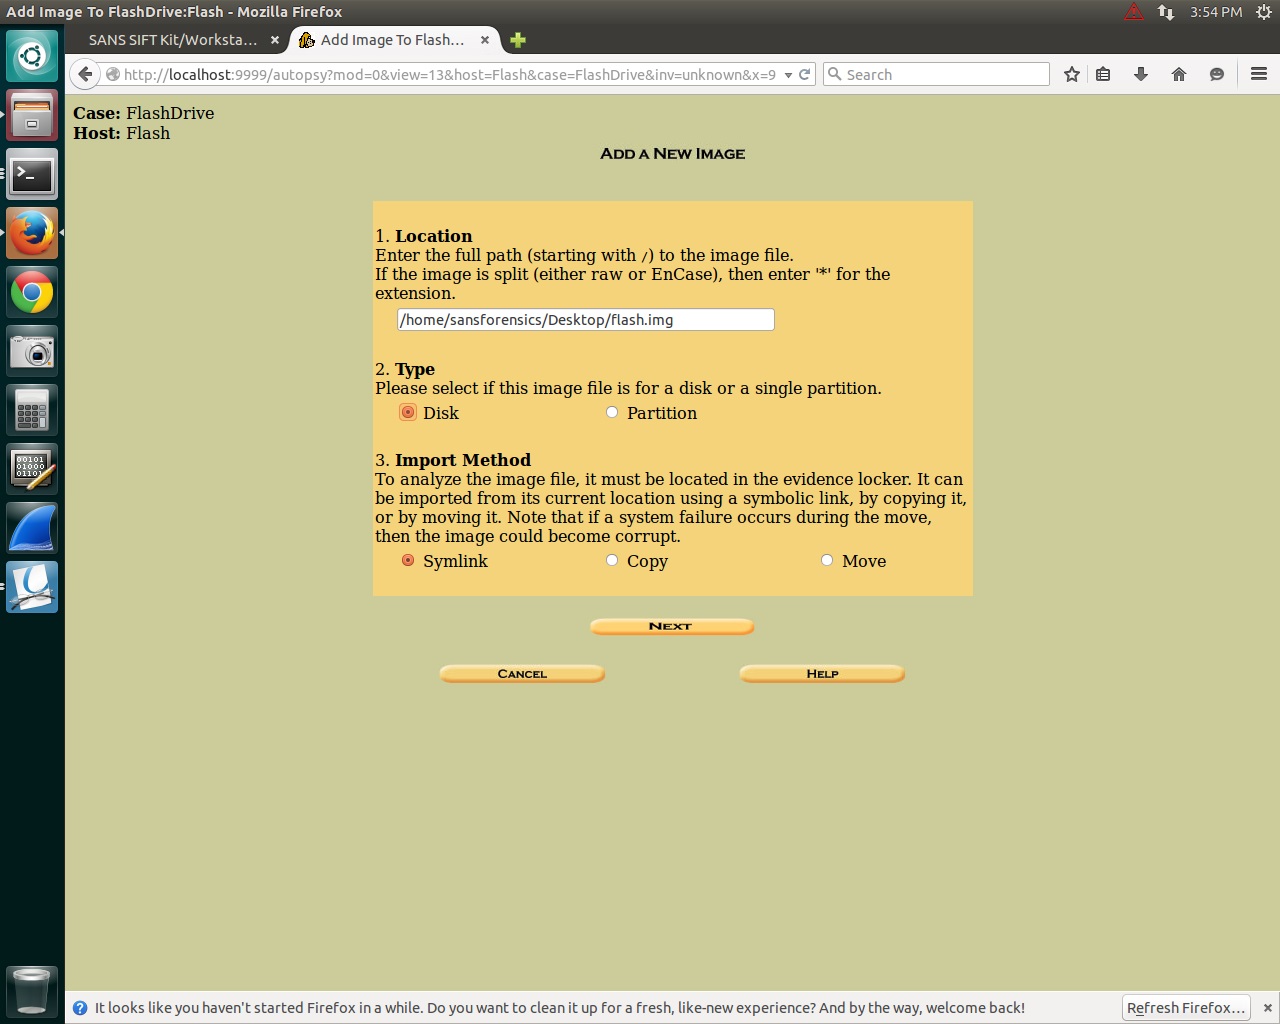 Add Image To FlashDrive:Flash - Mozilla Firefox
3:54 PM
SANS SIFT Kit/Worksta...
Add Image To Flash...
http://localhost:9999/autopsy?mod=0&view=13&host=Flash&case=FlashDrive&inv=unknown&x=9
Search
Case: FlashDrive
Host: Flash
Add a New Image
1. Location
Enter the full path (starting with /) to the image file.
If the image is split (either raw or EnCase), then enter '*' for the
extension.
/home/sansforensics/Desktop/flash.img
2. Type
Please select if this image file is for a disk or a single partition.
Disk Partition
3. Import Method
To analyze the image file, it must be located in the evidence locker. It can
be imported from its current location using a symbolic link, by copying it,
or by moving it. Note that if a system failure occurs during the move,
then the image could become corrupt.
Symlink Copy Move
Next
Cancel Help
It looks like you haven't started Firefox in a while. Do you want to clean it up for a fresh, like-new experience? And by the way, welcome back!
Refresh Firefox...